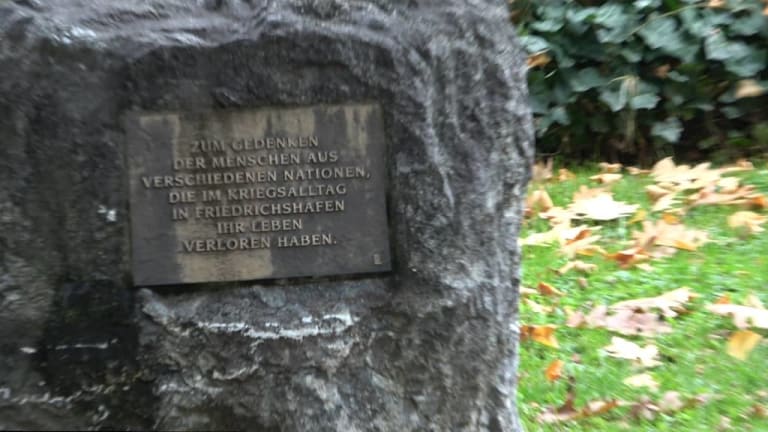 ZUM GEDENKEN
DER MENSCHEN AUS
VERSCHIEDENEN NATIONEN,
DIE IM KRIEGSALLTAG
IN FRIEDRICHSHAFEN
IHR LEBEN
VERLOREN HABEN.